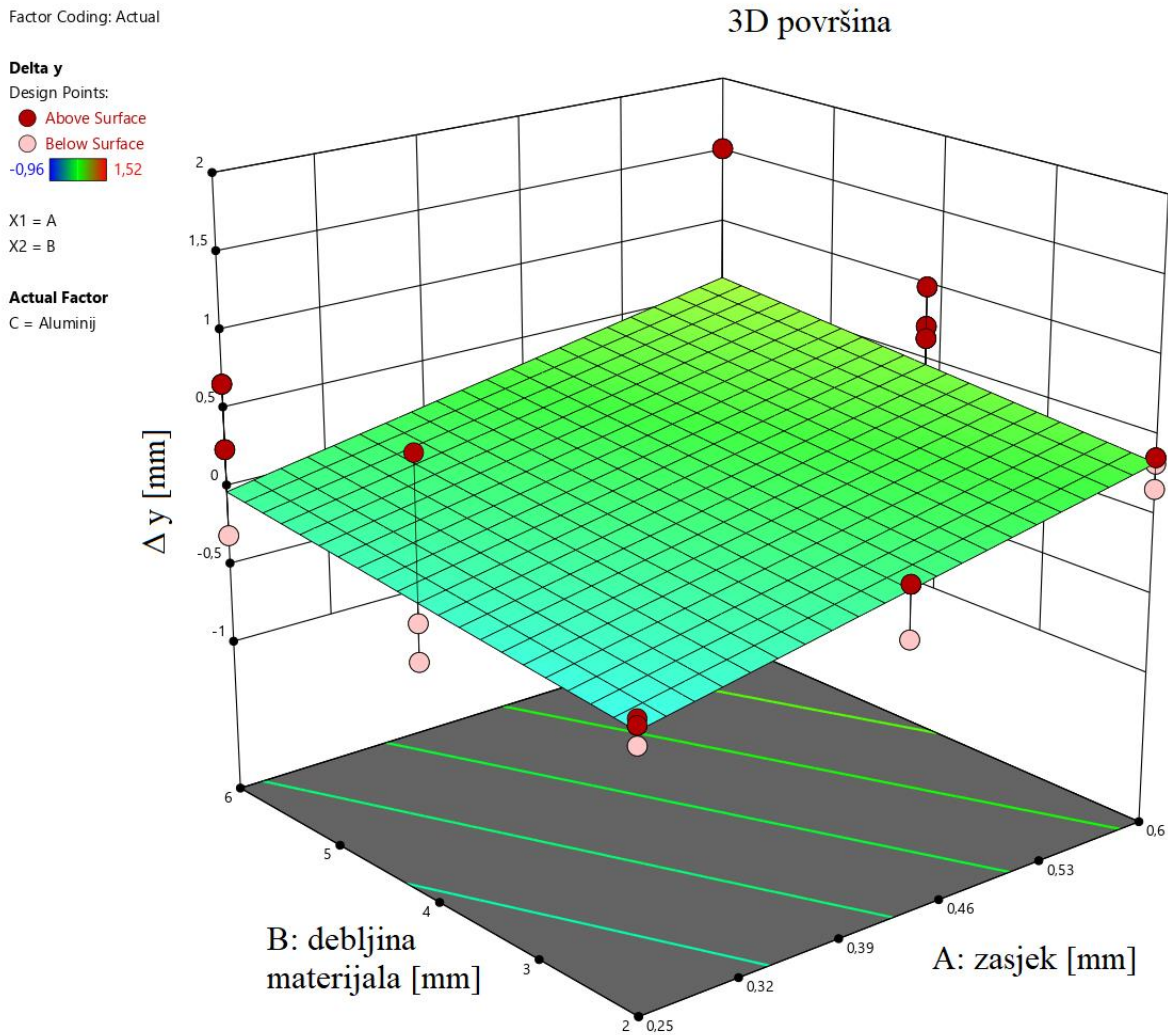 Factor Coding: Actual
3D površina
Delta y
Design Points:
Above Surface
Below Surface
-0,96 1,52
X1 = A
X2 = B
Actual Factor
C = Aluminij
2
1,5
1
0,5
0
-0,5
-1
Δ y [mm]
6
5
4
3
2
B: debljina
materijala [mm]
0,25
0,32
0,39
0,46
0,53
0,6
A: zasjek [mm]